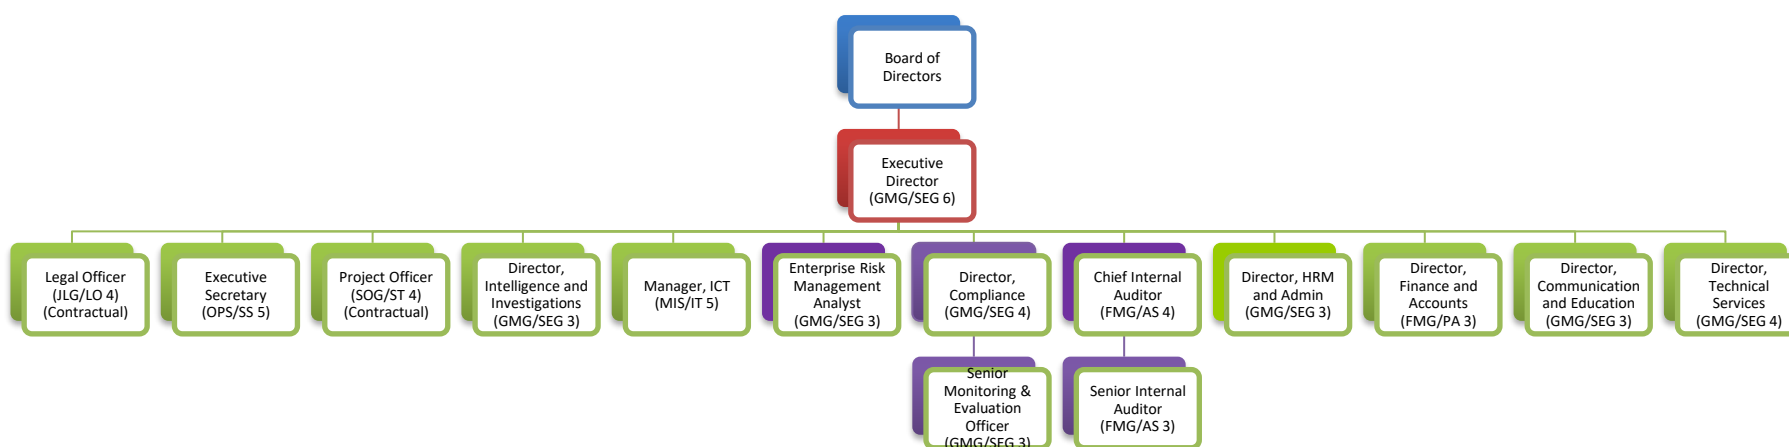 Board of
Directors
Executive
Director
(GMG/SEG 6)
Legal Officer
(JLG/LO 4)
(Contractual)
Executive
Secretary
(OPS/SS 5)
Project Officer
(SOG/ST 4)
(Contractual)
Director,
Intelligence and
Investigations
(GMG/SEG 3)
Manager, ICT
(MIS/IT 5)
Enterprise Risk
Management
Analyst
(GMG/SEG 3)
Director,
Compliance
(GMG/SEG 4)
Chief Internal
Auditor
(FMG/AS 4)
Director, HRM
and Admin
(GMG/SEG 3)
Director,
Finance and
Accounts
(FMG/PA 3)
Director,
Communication
and Education
(GMG/SEG 3)
Director,
Technical
Services
(GMG/SEG 4)
Senior
Monitoring &
Evaluation
Officer
(GMG/SEG 3)
Senior Internal
Auditor
(FMG/AS 3)